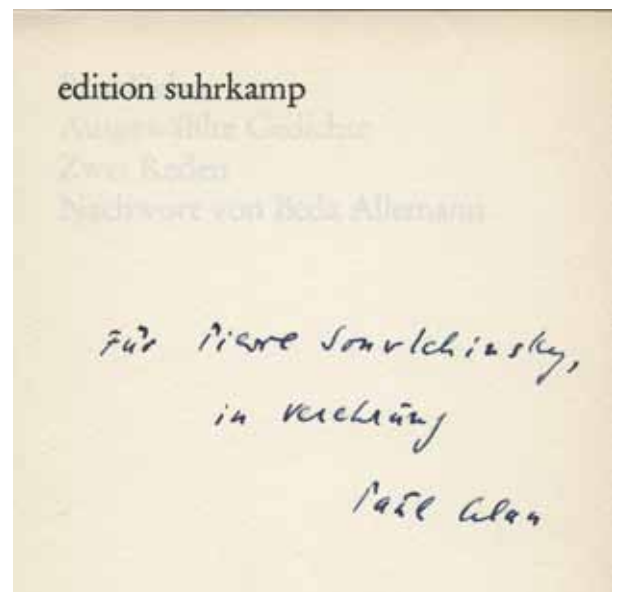 edition suhrkamp
Ausgewählte Gedichte
Zwei Reden
Nachwort von Beda Allemann
Für Pierre Souvtchinsky,
in Verehrung
Paul Celan